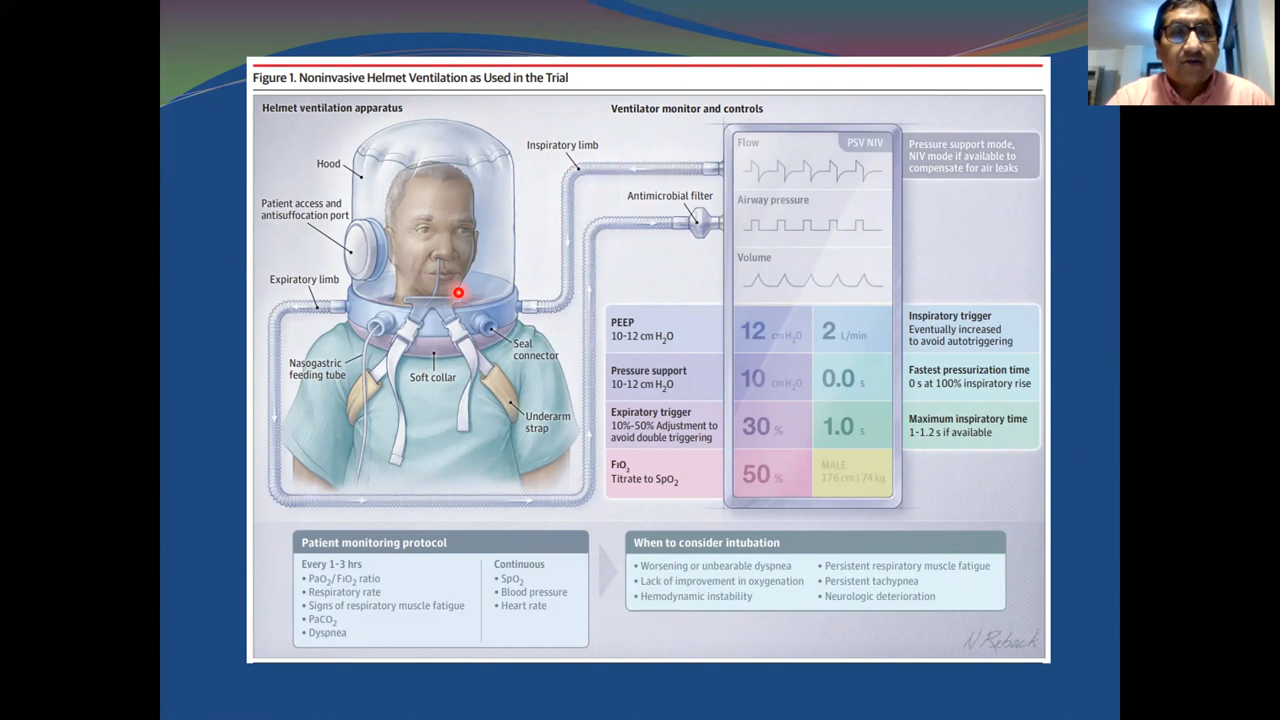 Figure 1. Noninvasive Helmet Ventilation as Used in the Trial
Helmet ventilation apparatus
Hood
Patient access and
antisuffocation port
Expiratory limb
Nasogastric
feeding tube
Soft collar
Seal
connector
Underarm
strap
Inspiratory limb
Antimicrobial filter
Ventilator monitor and controls
Flow
PSV NIV
Airway pressure
Volume
Pressure support mode,
NIV mode if available to
compensate for air leaks
PEEP
10-12 cm H₂O
12 cm H₂O
2 L/min
Inspiratory trigger
Eventually increased
to avoid autotriggering
Pressure support
10-12 cm H₂O
10 cm H₂O
0.0 s
Fastest pressurization time
0 s at 100% inspiratory rise
Expiratory trigger
10%-50% Adjustment to
avoid double triggering
30 %
1.0 s
Maximum inspiratory time
1-1.2 s if available
FIO₂
Titrate to SpO₂
50 %
MALE
176 cm | 74 kg
Patient monitoring protocol
Every 1-3 hrs
• PaO₂/FIO₂ ratio
• Respiratory rate
• Signs of respiratory muscle fatigue
• PaCO₂
• Dyspnea
Continuous
• SpO₂
• Blood pressure
• Heart rate
When to consider intubation
• Worsening or unbearable dyspnea
• Lack of improvement in oxygenation
• Hemodynamic instability
• Persistent respiratory muscle fatigue
• Persistent tachypnea
• Neurologic deterioration